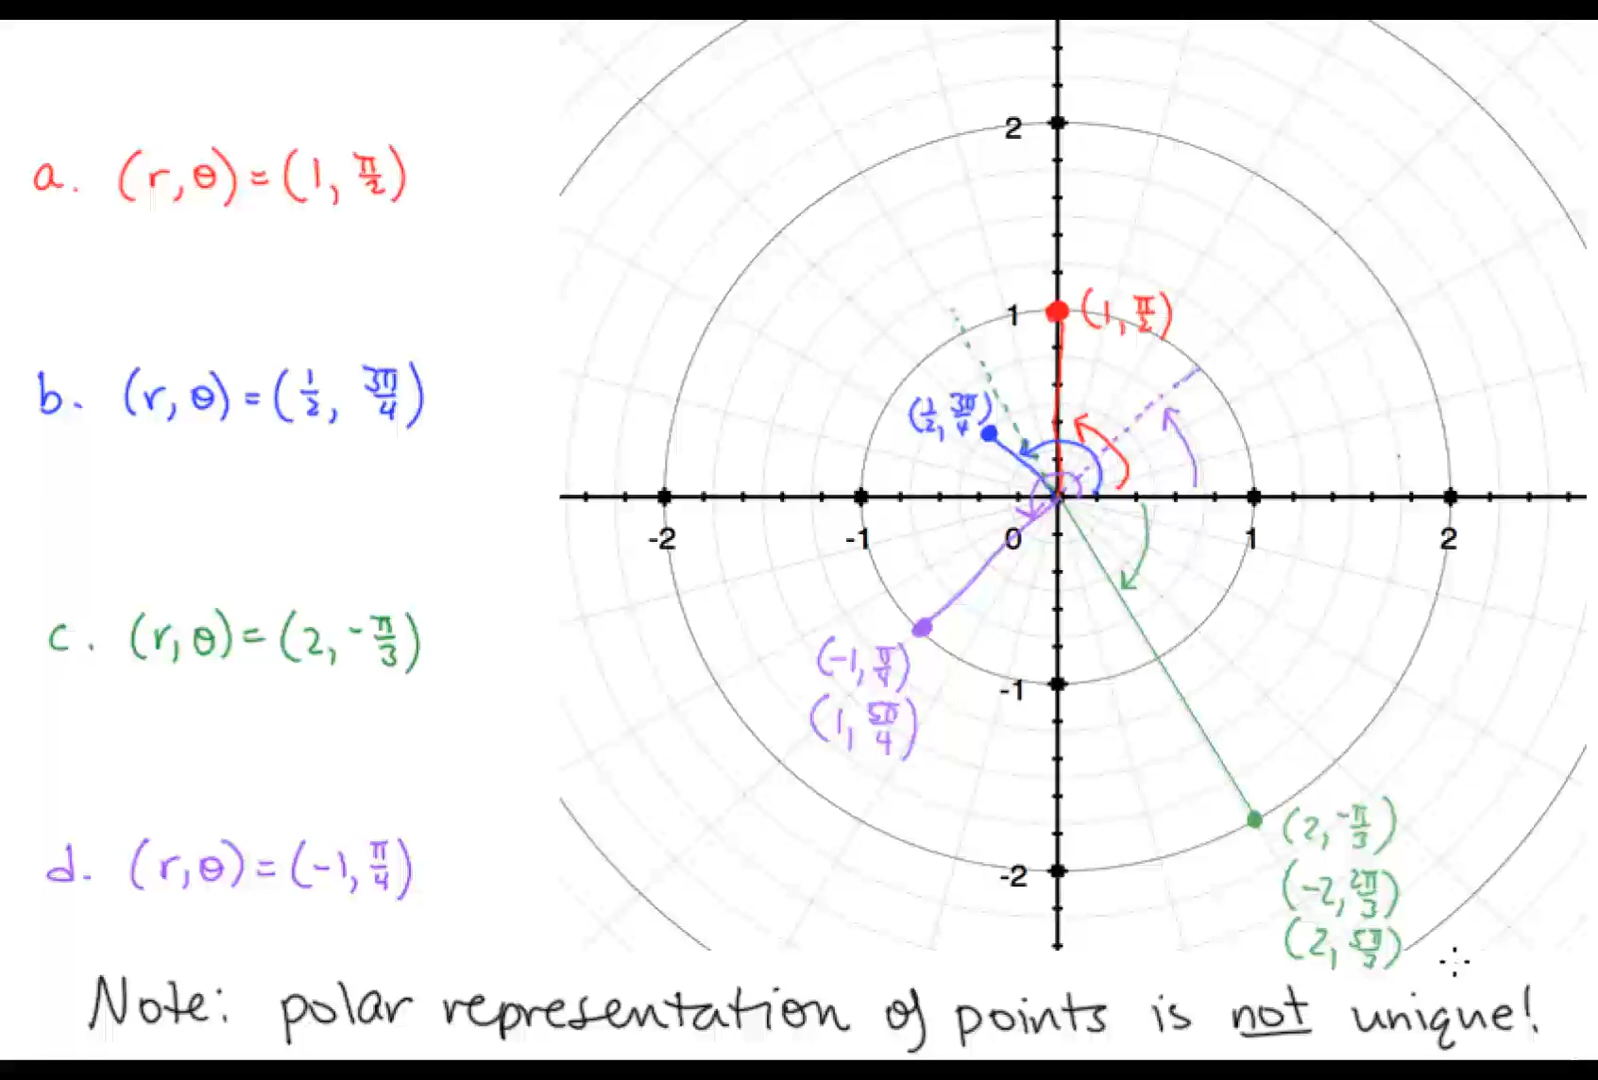 a. (r, θ) = (1, π/2)
b. (r, θ) = (1/2, 3π/4)
c. (r, θ) = (2, -π/3)
d. (r, θ) = (-1, π/4)
2
1 (1, π/2)
(1/2, 3π/4)
-2 -1 0 1 2
(-1, π/4)
-1
(1, 5π/4)
(2, -π/3)
-2 (-2, 2π/3)
(2, 5π/3)
Note: polar representation of points is not unique!